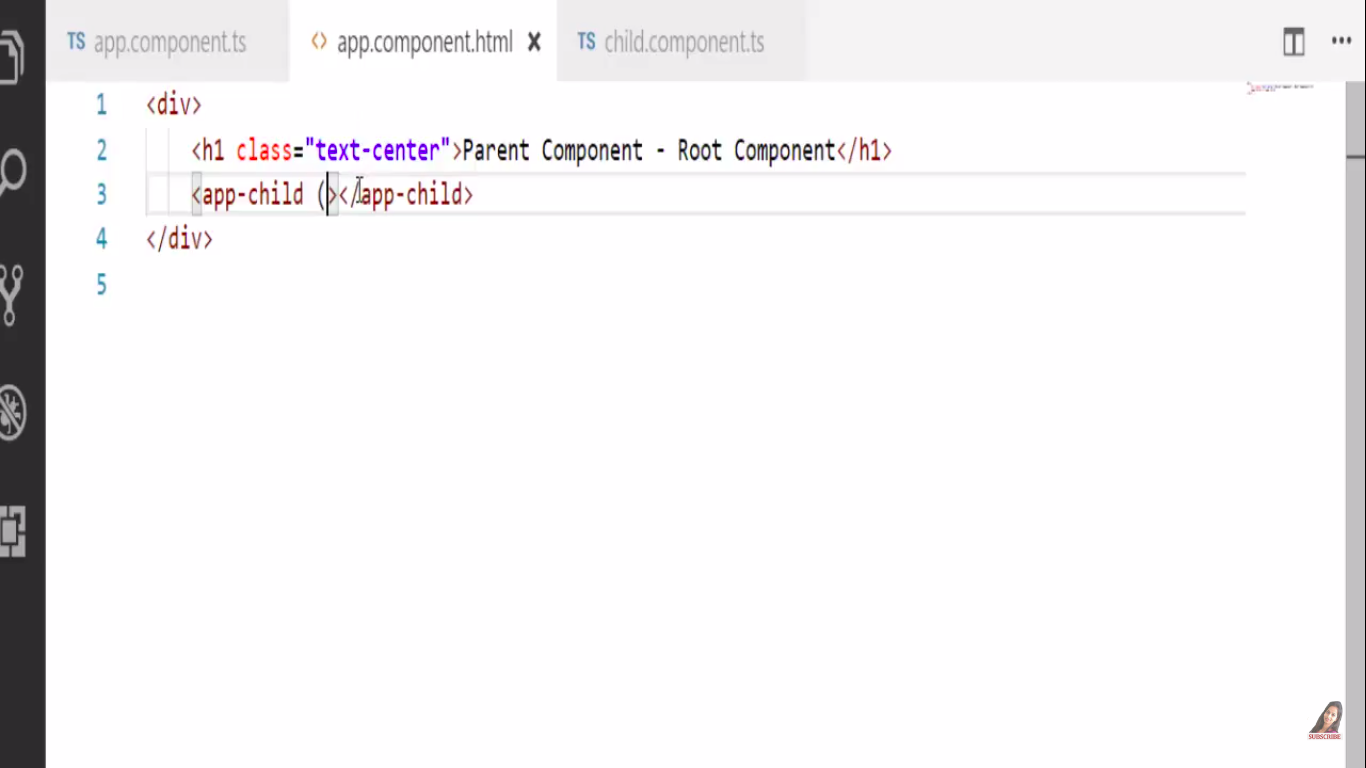 TS app.component.ts <> app.component.html X TS child.component.ts ...
1 <div>
2 <h1 class="text-center">Parent Component - Root Component</h1>
3 <app-child (></app-child>
4 </div>
5
SUBSCRIBE